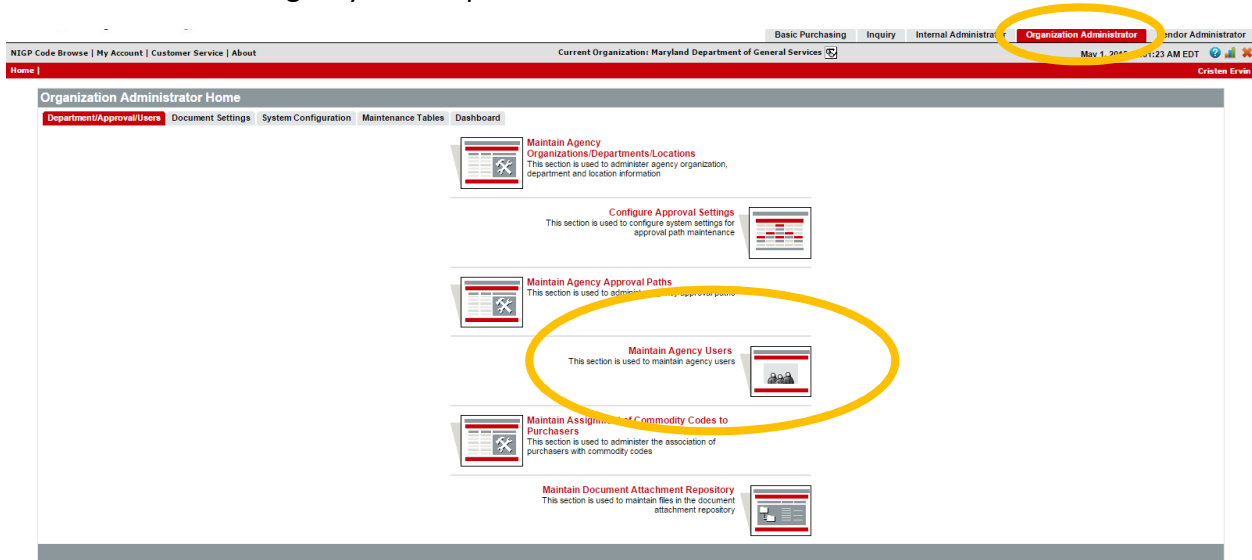 Basic Purchasing Inquiry Internal Administrator Organization Administrator Vendor Administrator
NIGP Code Browse | My Account | Customer Service | About Current Organization: Maryland Department of General Services May 1, 23 AM EDT
Home | Cristen Ervin
Organization Administrator Home
Department/Approval/Users Document Settings System Configuration Maintenance Tables Dashboard
Maintain Agency
Organizations/Departments/Locations
This section is used to administer agency organization,
department and location information
Configure Approval Settings
This section is used to configure system settings for
approval path maintenance
Maintain Agency Approval Paths
This section is used to administer agency approval paths
Maintain Agency Users
This section is used to maintain agency users
Maintain Assignment of Commodity Codes to
Purchasers
This section is used to administer the association of
purchasers with commodity codes
Maintain Document Attachment Repository
This section is used to maintain files in the document
attachment repository